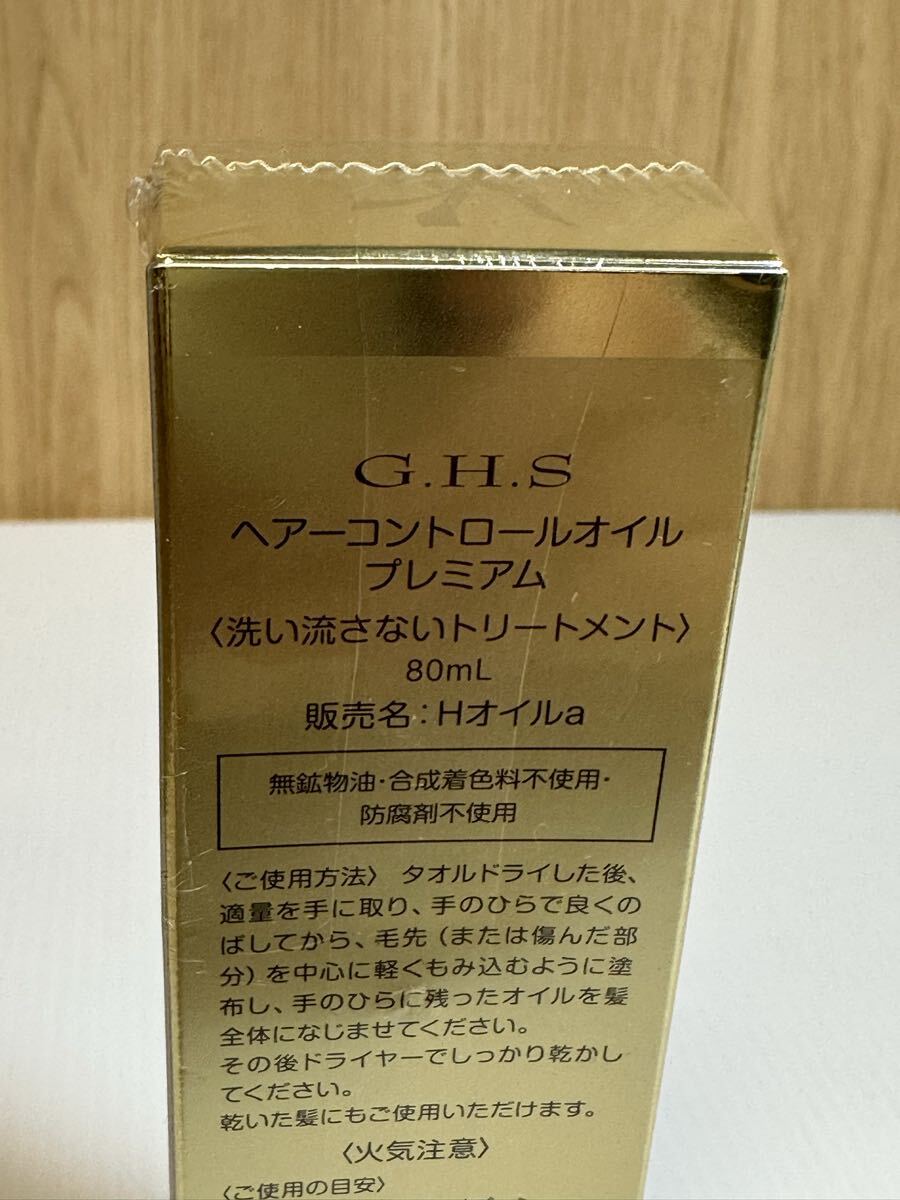 G.H.S
ヘアーコントロールオイル
プレミアム
〈洗い流さないトリートメント〉
80mL
販売名：Hオイルa
無鉱物油・合成着色料不使用・
防腐剤不使用
〈ご使用方法〉 タオルドライした後、
適量を手に取り、手のひらで良くの
ばしてから、毛先（または傷んだ部
分）を中心に軽くもみ込むように塗
布し、手のひらに残ったオイルを髪
全体になじませてください。
その後ドライヤーでしっかり乾かし
てください。
乾いた髪にもご使用いただけます。
〈火気注意〉
〈ご使用の目安〉